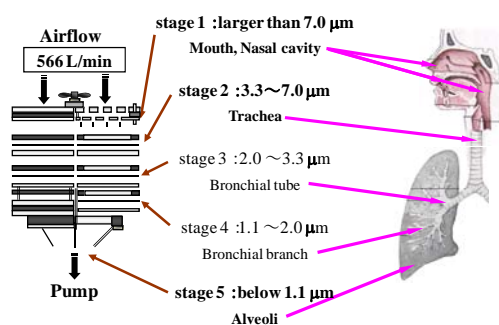 Airflow
566 L/min
stage 1 :larger than 7.0 μm
Mouth, Nasal cavity
stage 2 :3.3～7.0 μm
Trachea
stage 3 :2.0 ～3.3 μm
Bronchial tube
stage 4 :1.1～2.0 μm
Bronchial branch
Pump
stage 5 :below 1.1 μm
Alveoli